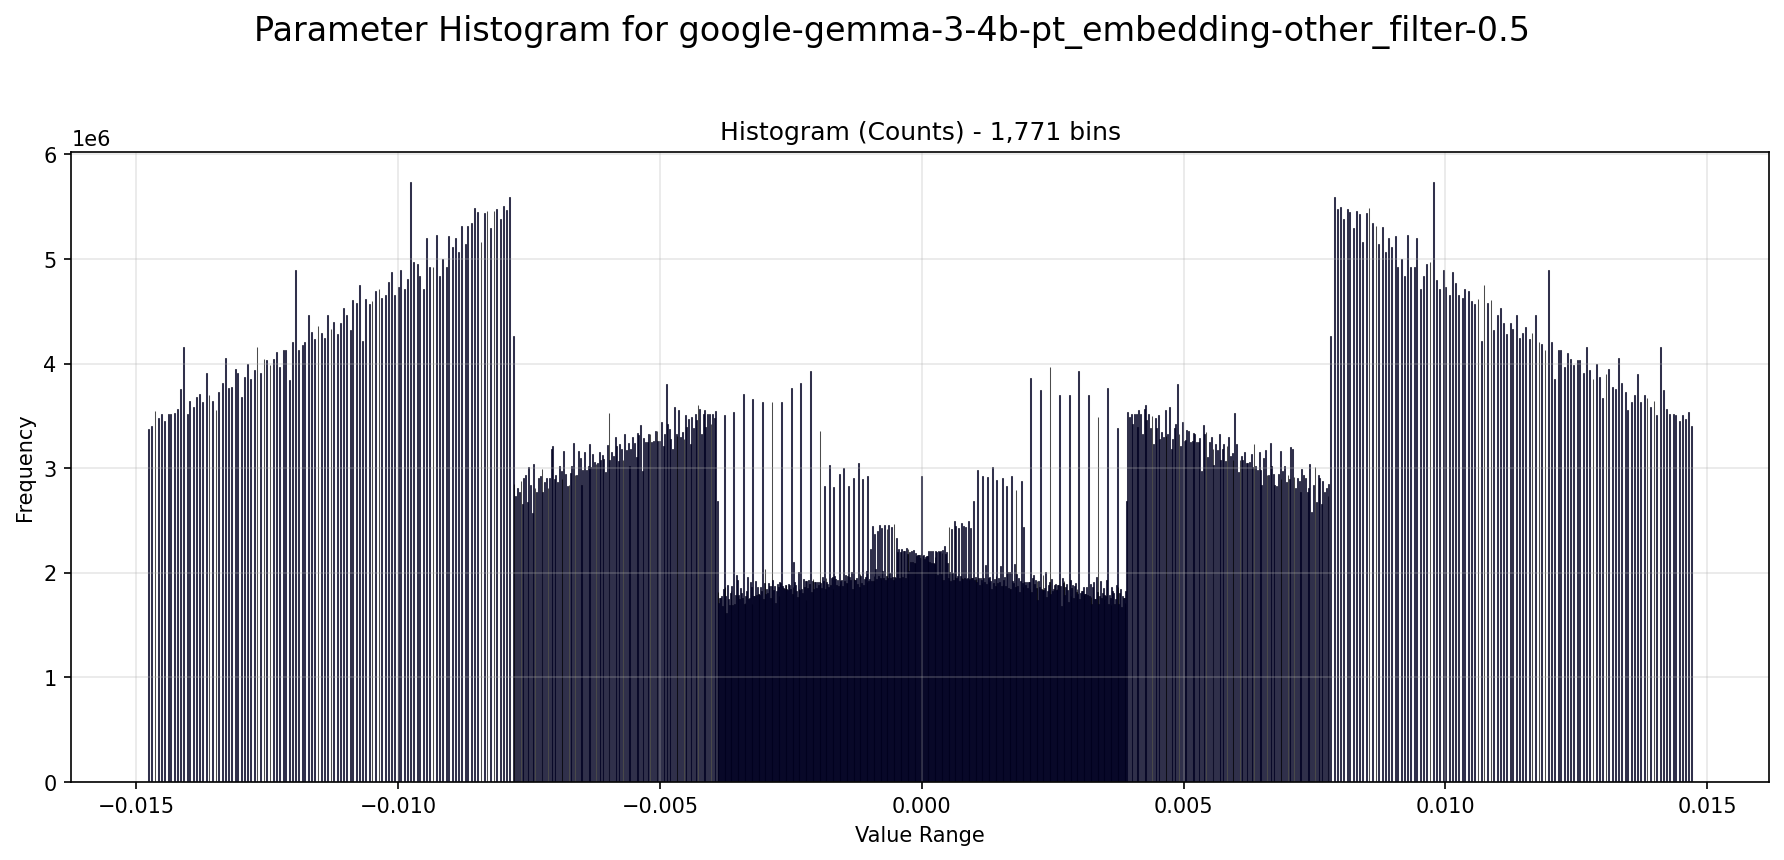 Parameter Histogram for google-gemma-3-4b-pt_embedding-other_filter-0.5
Histogram (Counts) - 1,771 bins
1e6
6
5
4
3
2
1
0
Frequency
−0.015
−0.010
−0.005
0.000
0.005
0.010
0.015
Value Range